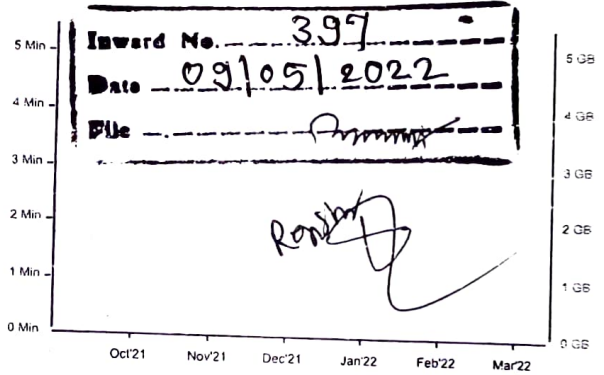 Inward No. 397
Date 09/05/2022
File
5 Min
4 Min
3 Min
2 Min
1 Min
0 Min
5 GB
4 GB
3 GB
2 GB
1 GB
0 GB
Oct'21 Nov'21 Dec'21 Jan'22 Feb'22 Mar'22